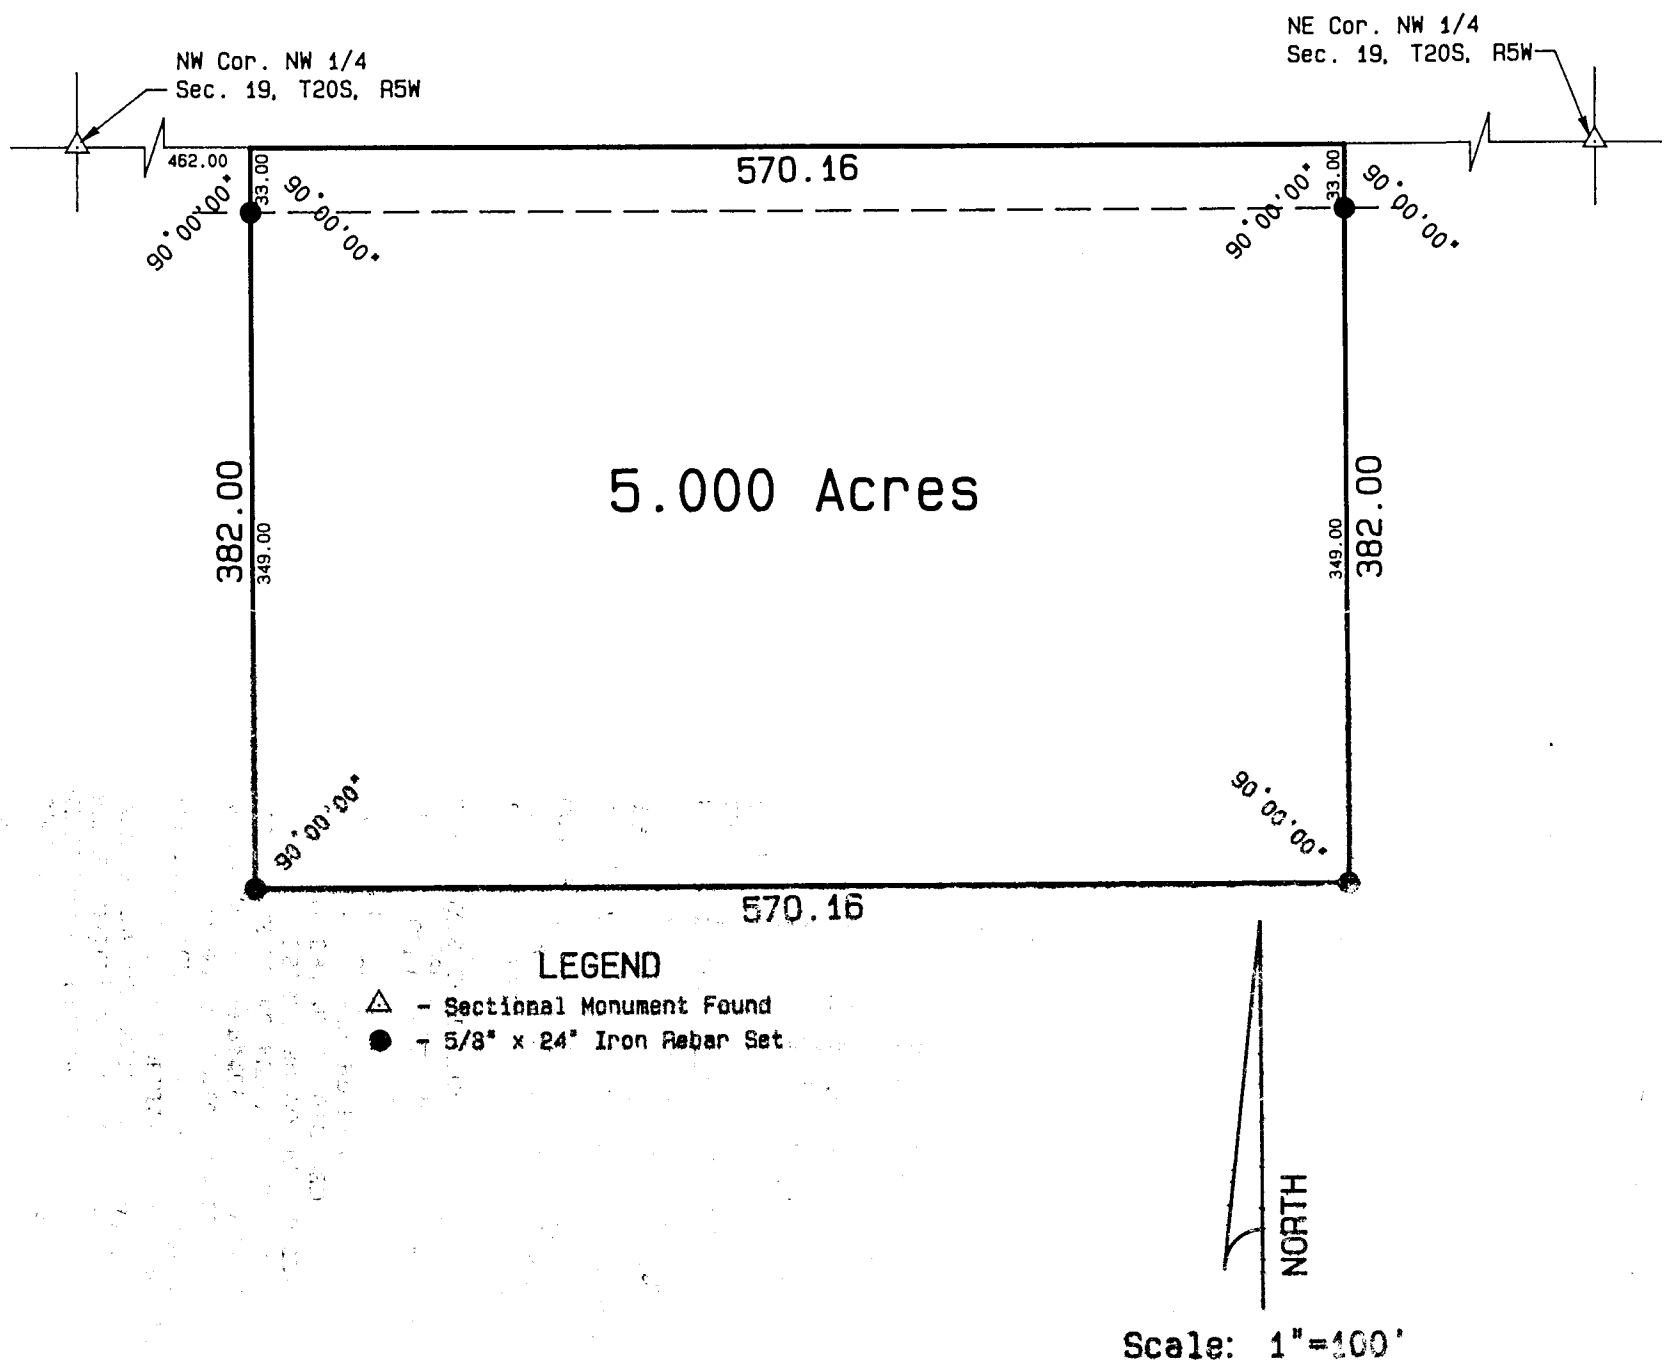 NE Cor. NW 1/4
Sec. 19, T20S, R5W
NW Cor. NW 1/4
Sec. 19, T20S, R5W
462.00
33.00
570.16
33.00
90°00'00"
90°00'00"
90°00'00"
90°00'00"
382.00
349.00
5.000 Acres
349.00
382.00
90°00'00"
90°00'00"
570.16
LEGEND
- Sectional Monument Found
- 5/8" x 24" Iron Rebar Set
NORTH
Scale: 1"=100'